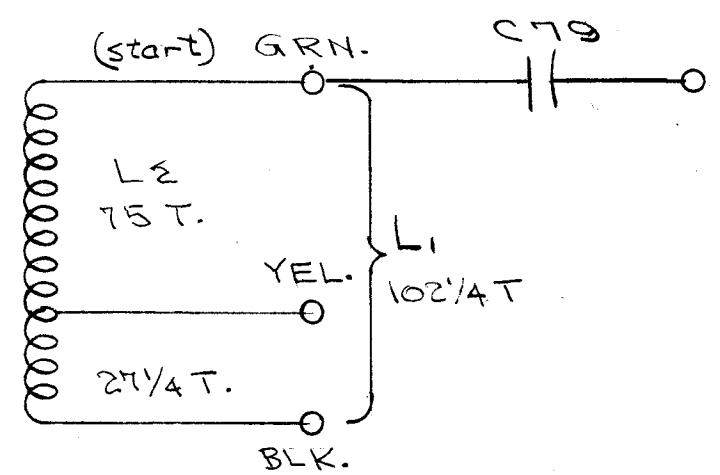 (start) GRN.
C79
L2
75 T.
YEL.
L1
102 1/4 T
27 1/4 T.
BLK.